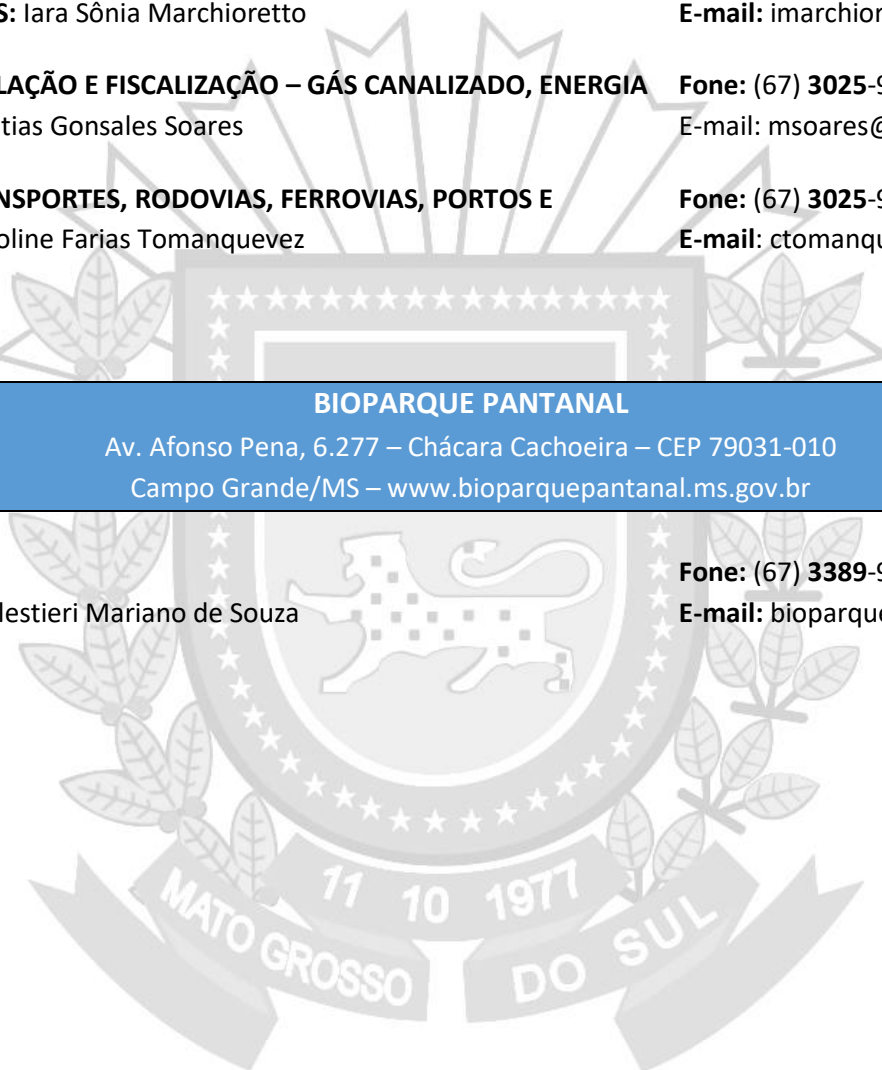 S: Iara Sônia Marchioretto E-mail: imarchior
LAÇÃO E FISCALIZAÇÃO – GÁS CANALIZADO, ENERGIA Fone: (67) 3025-9
tias Gonsales Soares E-mail: msoares@
NSPORTES, RODOVIAS, FERROVIAS, PORTOS E Fone: (67) 3025-9
oline Farias Tomanquevez E-mail: ctomanqu
BIOPARQUE PANTANAL
Av. Afonso Pena, 6.277 – Chácara Cachoeira – CEP 79031-010
Campo Grande/MS – www.bioparquepantanal.ms.gov.br
Fone: (67) 3389-9
lestieri Mariano de Souza E-mail: bioparque
11 10 1977
MATO GROSSO DO SUL